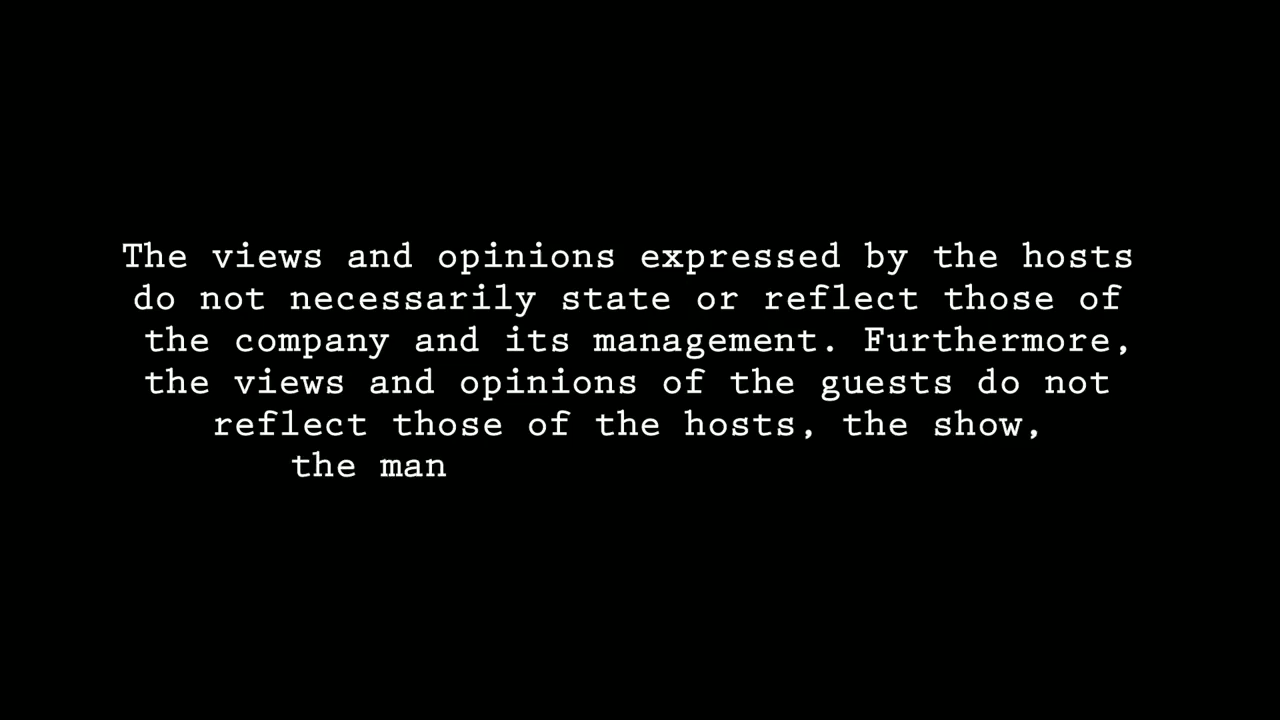 The views and opinions expressed by the hosts
do not necessarily state or reflect those of
the company and its management. Furthermore,
the views and opinions of the guests do not
reflect those of the hosts, the show,
the man